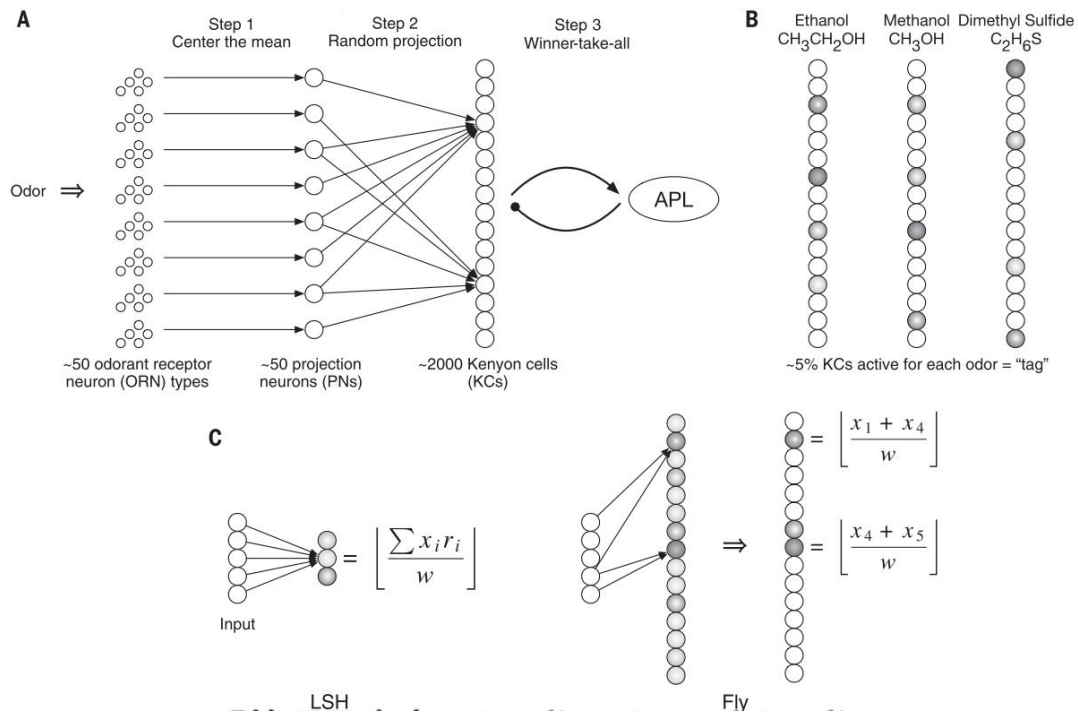 A
Step 1
Center the mean
Step 2
Random projection
Step 3
Winner-take-all
Odor ⇒
APL
~50 odorant receptor
neuron (ORN) types
~50 projection
neurons (PNs)
~2000 Kenyon cells
(KCs)
B
Ethanol
CH₃CH₂OH
Methanol
CH₃OH
Dimethyl Sulfide
C₂H₆S
~5% KCs active for each odor = “tag”
C
Input
= ⌊∑ xᵢ rᵢ / w⌋
LSH
⇒
= ⌊x₁ + x₄ / w⌋
= ⌊x₄ + x₅ / w⌋
Fly